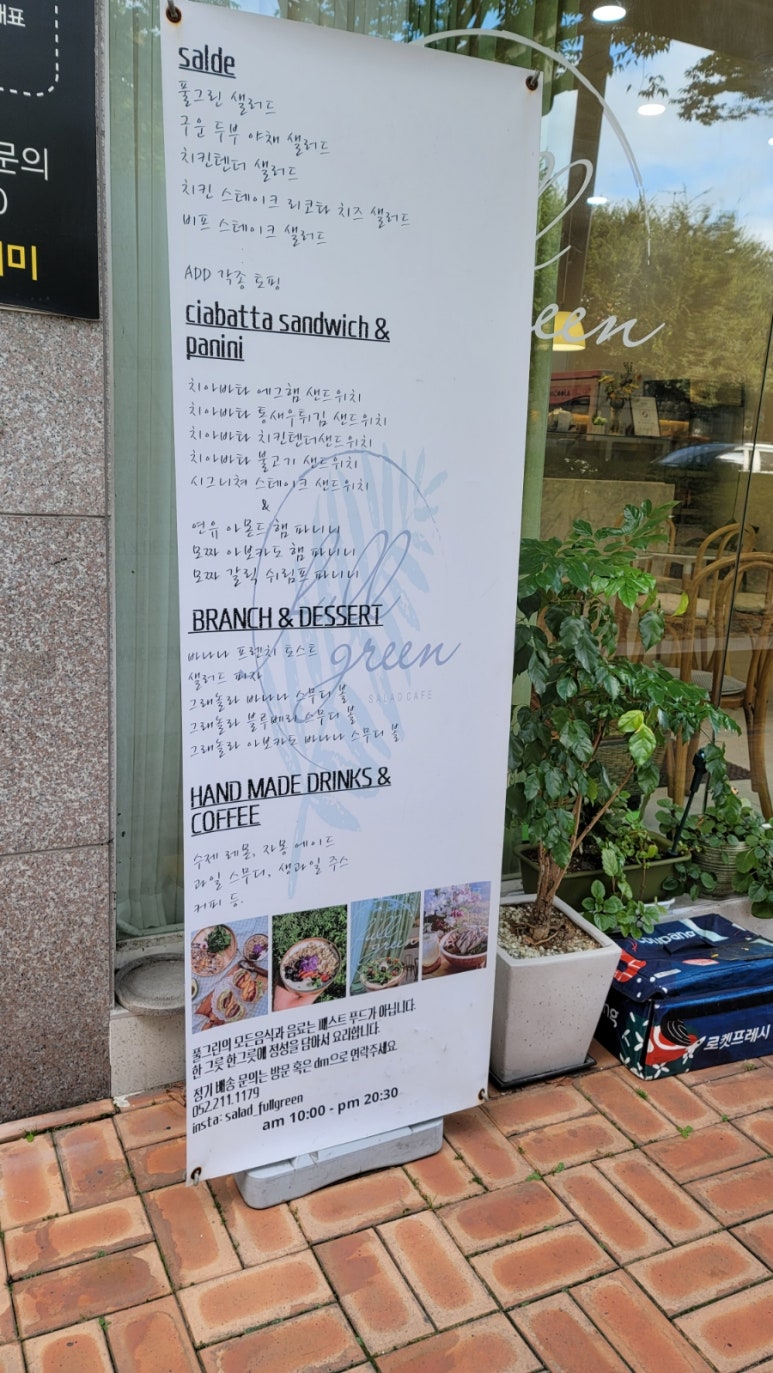 대표
문의
0
미
salde
풀그린 샐러드
구운 두부 야채 샐러드
치킨텐더 샐러드
치킨 스테이크 리코타 치즈 샐러드
비프 스테이크 샐러드
ADD 각종 토핑
ciabatta sandwich &
panini
치아바타 에그햄 샌드위치
치아바타 통새우튀김 샌드위치
치아바타 치킨텐더샌드위치
치아바타 불고기 샌드위치
시그니쳐 스테이크 샌드위치
&
연유 아몬드 햄 파니니
모짜 아보카도 햄 파니니
모짜 갈릭 쉬림프 파니니
BRANCH & DESSERT
바나나 프렌치 토스트
샐러드 피자
그래놀라 바나나 스무디 볼
그래놀라 블루베리 스무디 볼
그래놀라 아보카도 바나나 스무디 볼
full
green
SALAD CAFE
HAND MADE DRINKS &
COFFEE
수제 레몬, 자몽 에이드
과일 스무디, 생과일 주스
커피 등.
풀그린의 모든음식과 음료는 패스트 푸드가 아닙니다.
한 그릇 한그릇에 정성을 담아서 요리합니다.
정기 배송 문의는 방문 혹은 dm으로 연락주세요.
052.211.1179
insta: salad_fullgreen
am 10:00 - pm 20:30
ll
een
coupang
로켓프레시